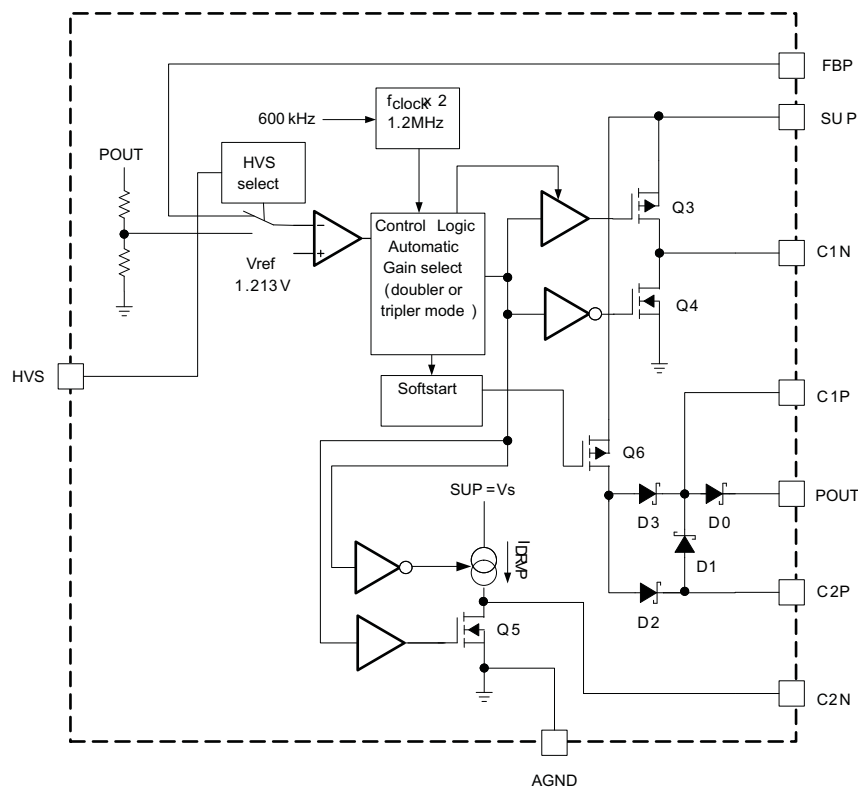 FBP
f clock x 2
1.2MHz
600 kHz
SUP
POUT
HVS
select
Q3
Control Logic
Automatic
Gain select
(doubler or
tripler mode )
C1N
Vref
1.213 V
Q4
HVS
Softstart
C1P
Q6
SUP = Vs
POUT
D3
D0
IDRVP
D1
C2P
D2
Q5
C2N
AGND